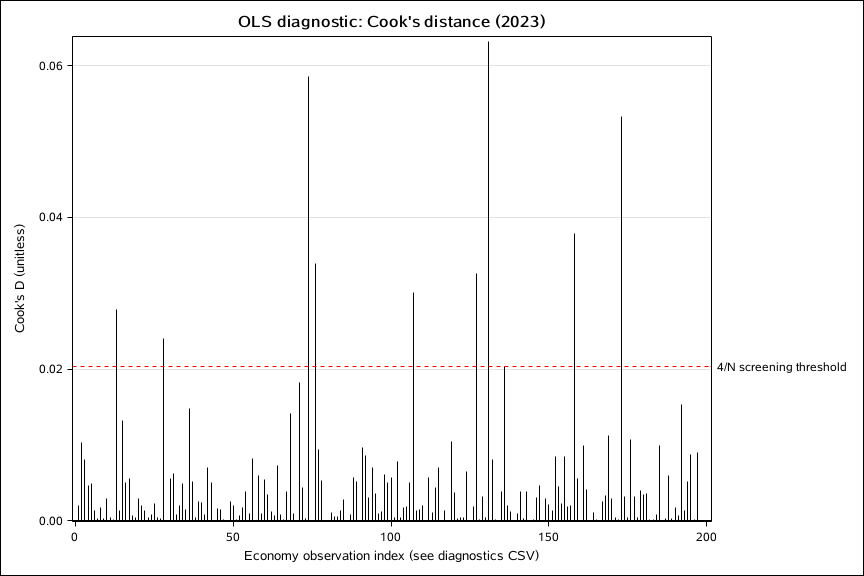 OLS diagnostic: Cook's distance (2023)
0.06
0.04
0.02
0.00
Cook's D (unitless)
4/N screening threshold
0 50 100 150 200
Economy observation index (see diagnostics CSV)